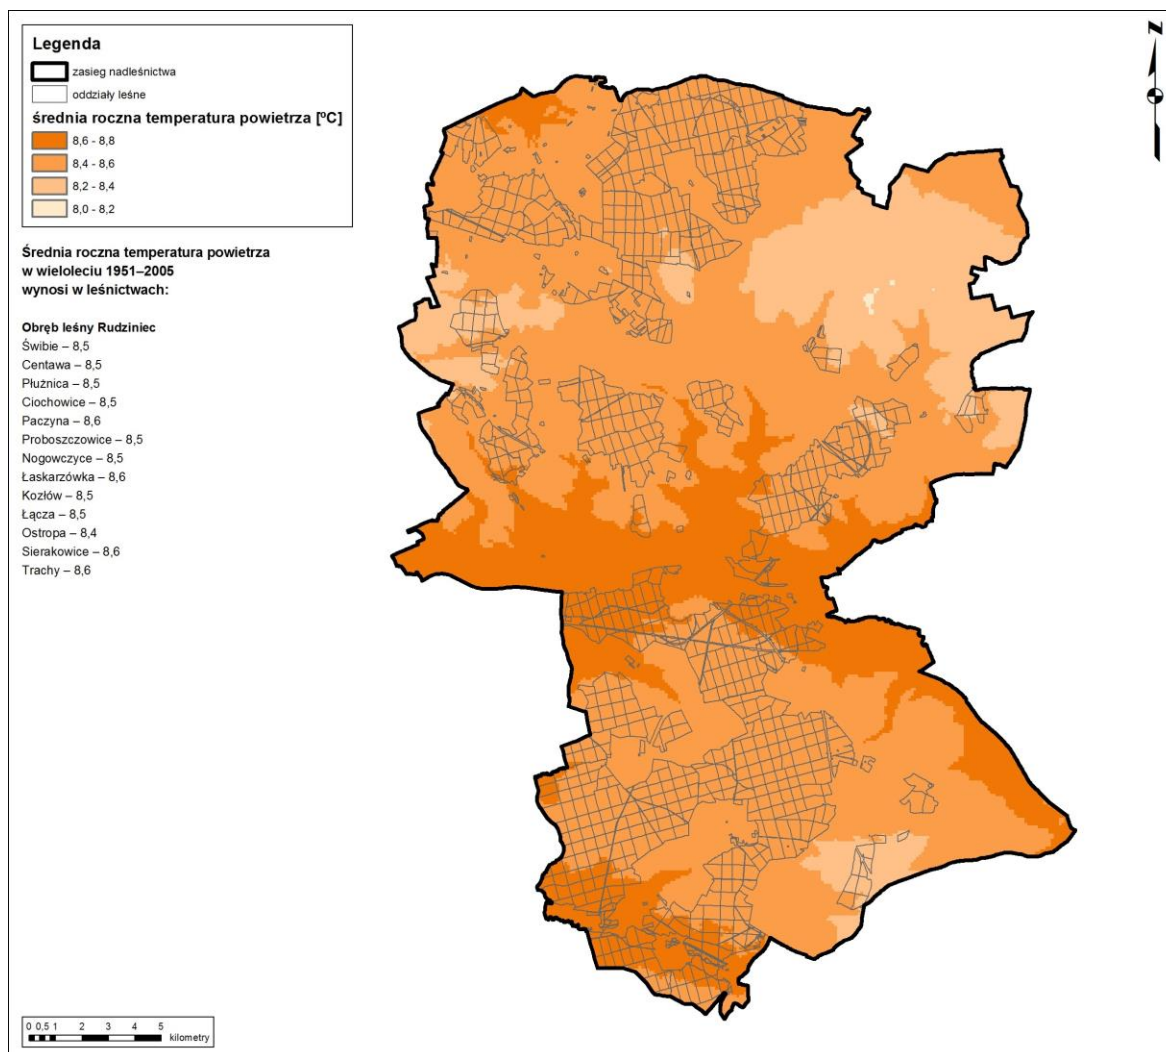 Legenda
zasięg nadleśnictwa
oddziały leśne
średnia roczna temperatura powietrza [ºC]
8,6 - 8,8
8,4 - 8,6
8,2 - 8,4
8,0 - 8,2
Średnia roczna temperatura powietrza
w wieloleciu 1951–2005
wynosi w leśnictwach:
Obręb leśny Rudziniec
Świbie – 8,5
Centawa – 8,5
Płużnica – 8,5
Ciochowice – 8,5
Paczyna – 8,6
Proboszczowice – 8,5
Nogowczyce – 8,5
Łaskarzówka – 8,6
Kozłów – 8,5
Łącza – 8,5
Ostropa – 8,4
Sierakowice – 8,6
Trachy – 8,6
N
0 0,5 1 2 3 4 5
kilometry